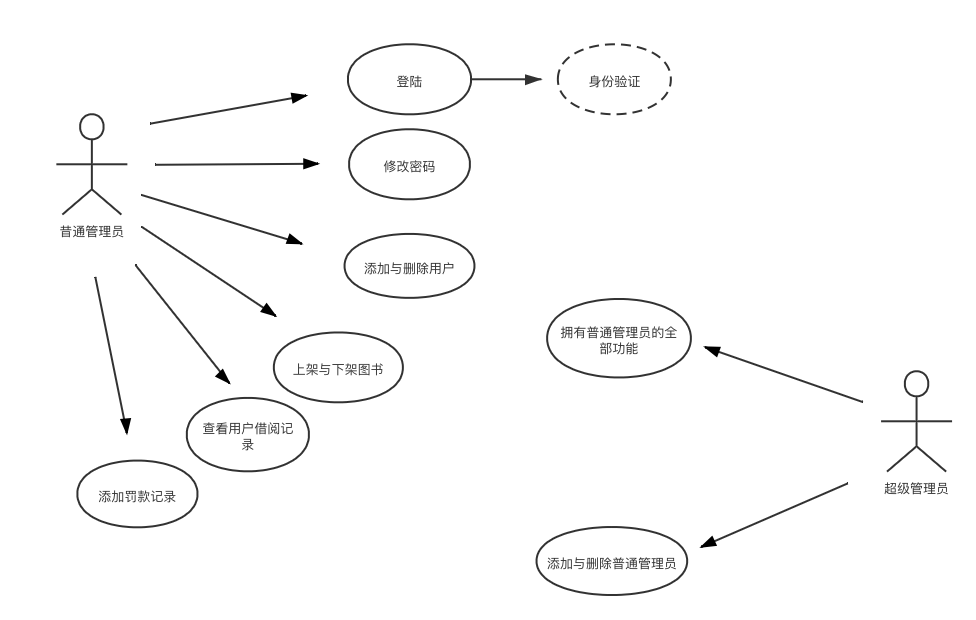 登陆
身份验证
修改密码
普通管理员
添加与删除用户
拥有普通管理员的全
部功能
上架与下架图书
查看用户借阅记
录
添加罚款记录
超级管理员
添加与删除普通管理员